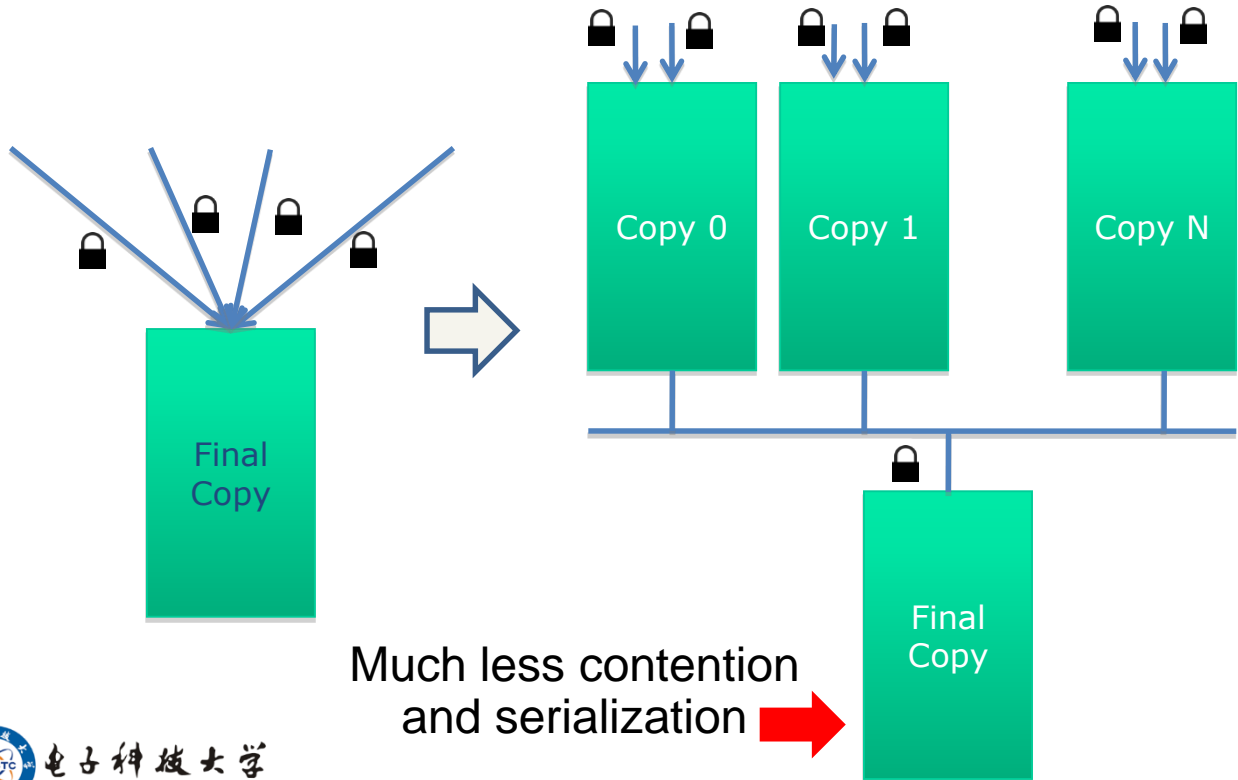 Final
Copy
Copy 0
Copy 1
Copy N
Final
Copy
Much less contention
and serialization
电子科技大学